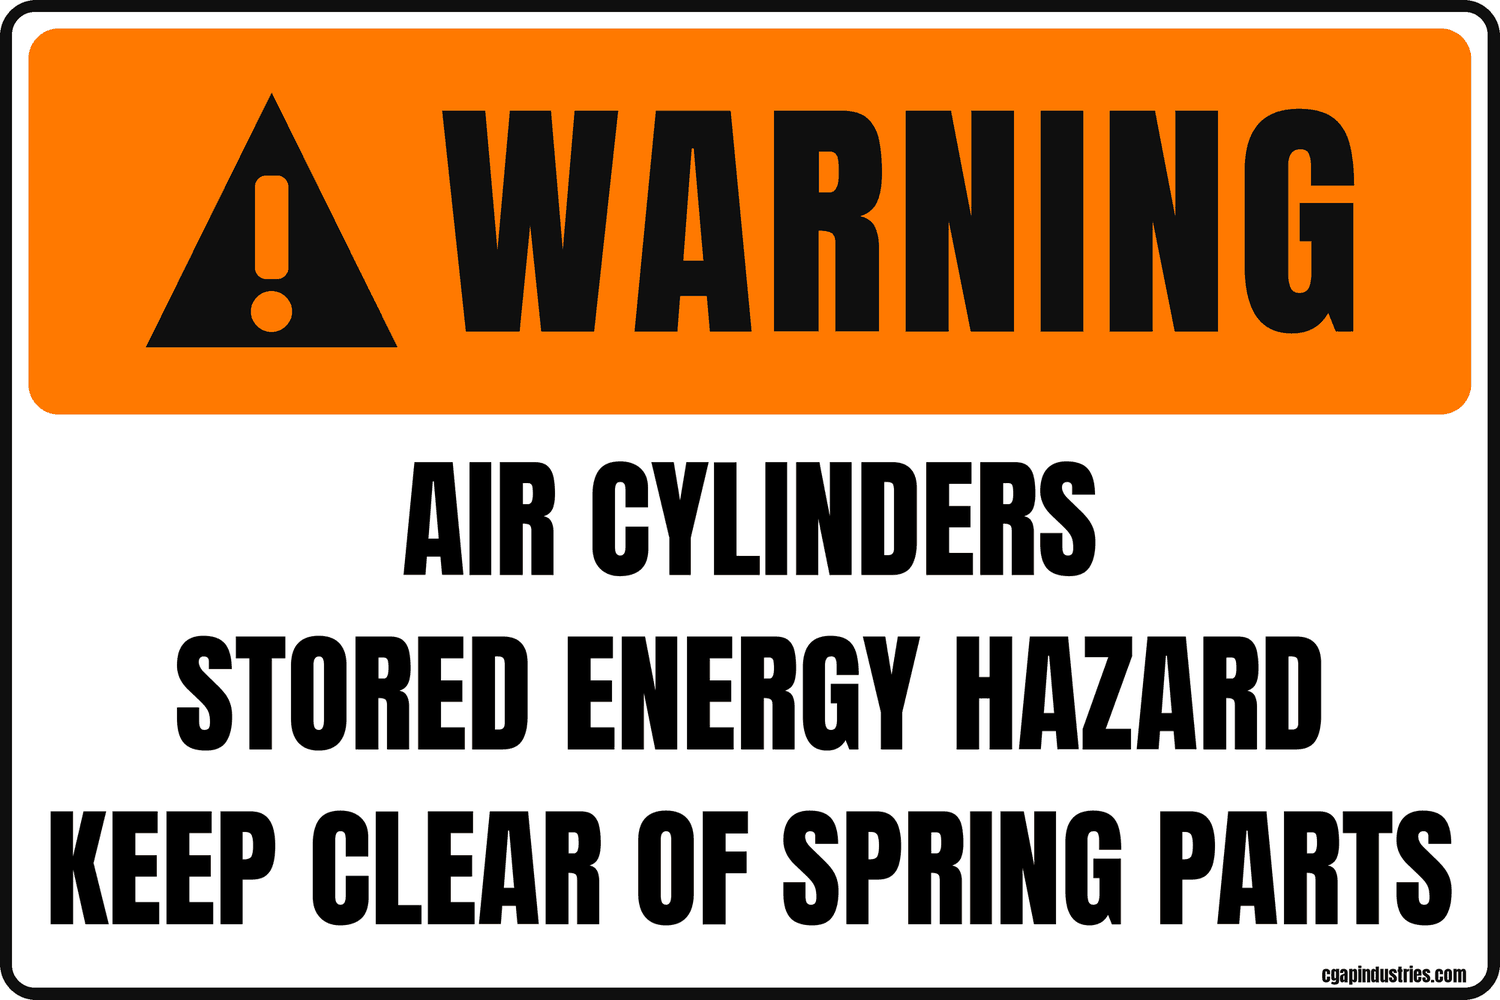 WARNING
AIR CYLINDERS
STORED ENERGY HAZARD
KEEP CLEAR OF SPRING PARTS
cgapindustries.com